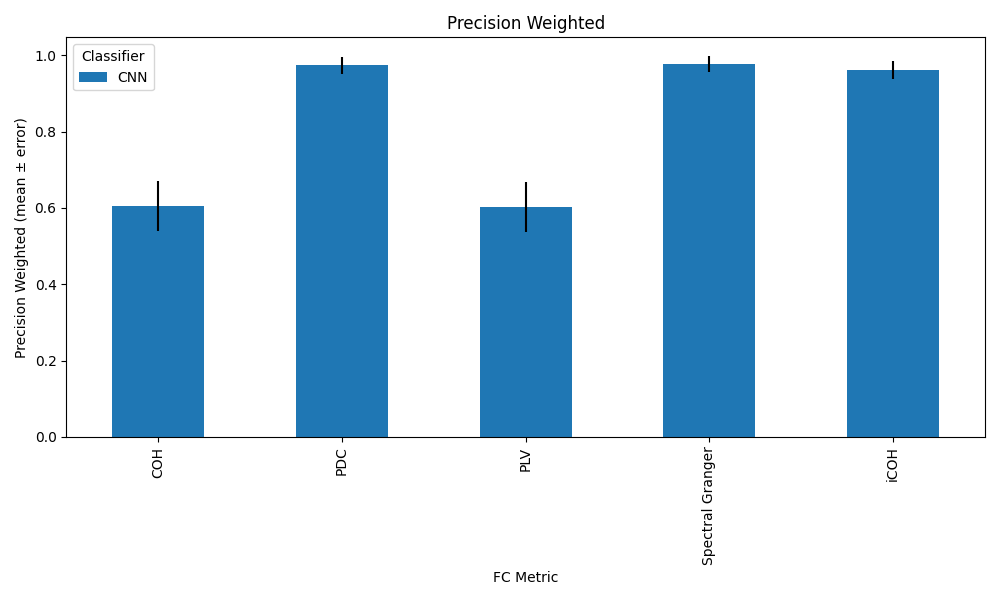 Precision Weighted
Classifier
CNN
Precision Weighted (mean ± error)
1.0
0.8
0.6
0.4
0.2
0.0
COH
PDC
PLV
Spectral Granger
iCOH
FC Metric